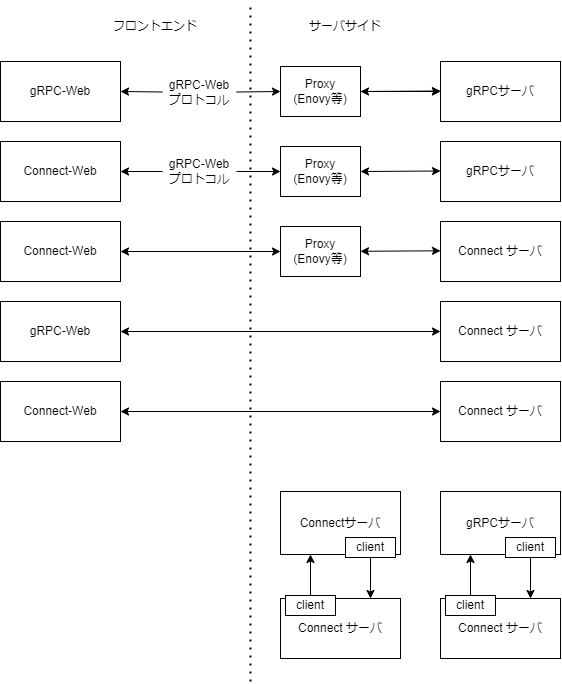 フロントエンド
サーバサイド
gRPC-Web
gRPC-Web
プロトコル
Proxy
(Enovy等)
gRPCサーバ
Connect-Web
gRPC-Web
プロトコル
Proxy
(Enovy等)
gRPCサーバ
Connect-Web
Proxy
(Enovy等)
Connect サーバ
gRPC-Web
Connect サーバ
Connect-Web
Connect サーバ
Connectサーバ
client
client
Connect サーバ
gRPCサーバ
client
client
Connect サーバ